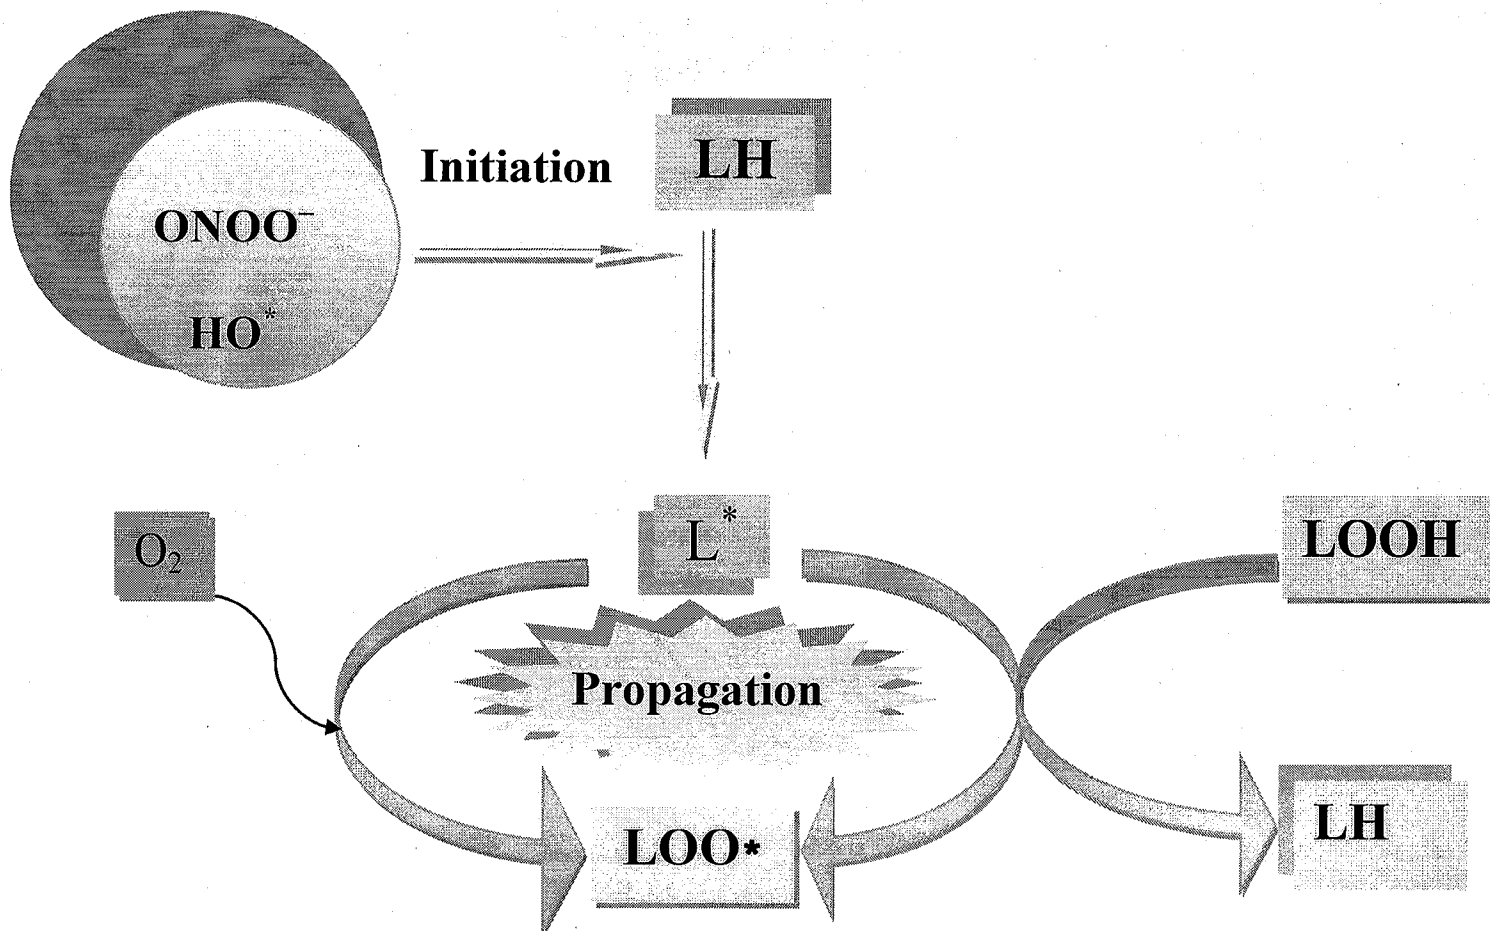 Initiation
LH
ONOO⁻
HO*
O₂
L*
LOOH
Propagation
LOO*
LH